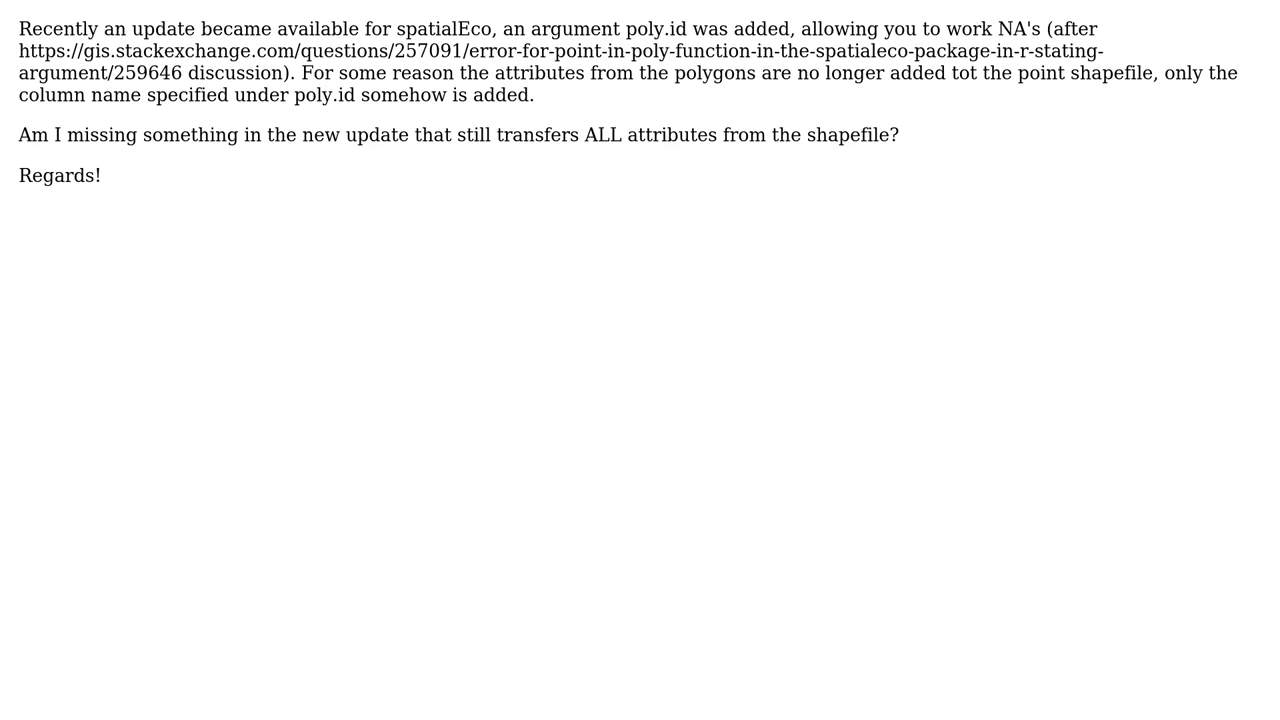 Recently an update became available for spatialEco, an argument poly.id was added, allowing you to work NA's (after
https://gis.stackexchange.com/questions/257091/error-for-point-in-poly-function-in-the-spatialeco-package-in-r-stating-
argument/259646 discussion). For some reason the attributes from the polygons are no longer added tot the point shapefile, only the
column name specified under poly.id somehow is added.
Am I missing something in the new update that still transfers ALL attributes from the shapefile?
Regards!